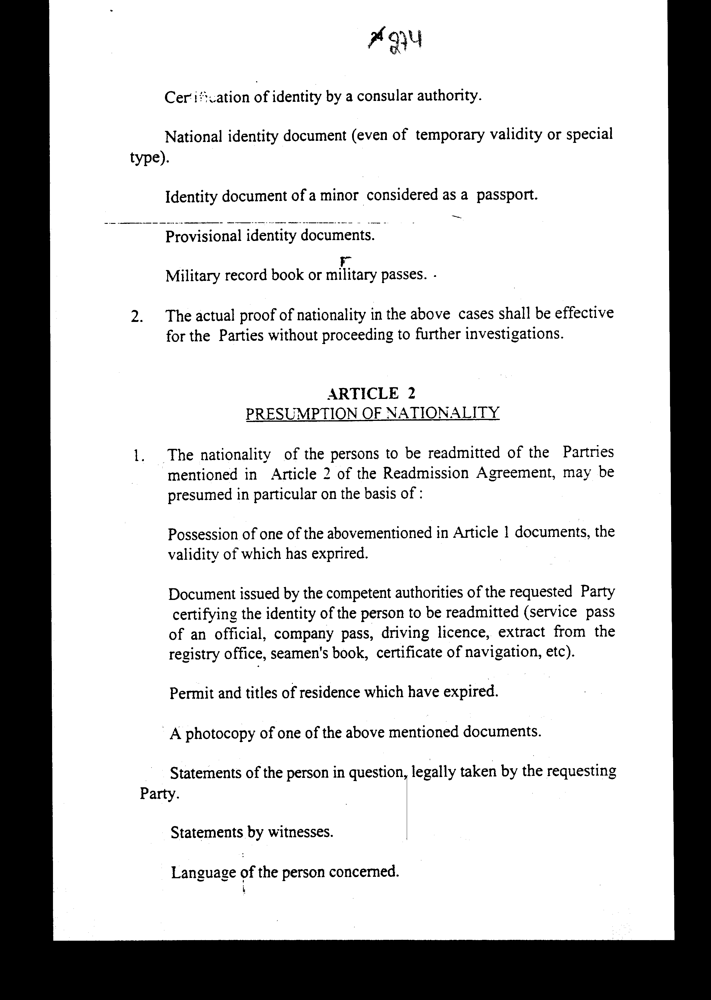 24 274
Certification of identity by a consular authority.
National identity document (even of temporary validity or special
type).
Identity document of a minor considered as a passport.
Provisional identity documents.
Military record book or military passes.
2. The actual proof of nationality in the above cases shall be effective
for the Parties without proceeding to further investigations.
ARTICLE 2
PRESUMPTION OF NATIONALITY
1. The nationality of the persons to be readmitted of the Partries
mentioned in Article 2 of the Readmission Agreement, may be
presumed in particular on the basis of :
Possession of one of the abovementioned in Article 1 documents, the
validity of which has exprired.
Document issued by the competent authorities of the requested Party
certifying the identity of the person to be readmitted (service pass
of an official, company pass, driving licence, extract from the
registry office, seamen's book, certificate of navigation, etc).
Permit and titles of residence which have expired.
A photocopy of one of the above mentioned documents.
Statements of the person in question, legally taken by the requesting
Party.
Statements by witnesses.
Language of the person concerned.